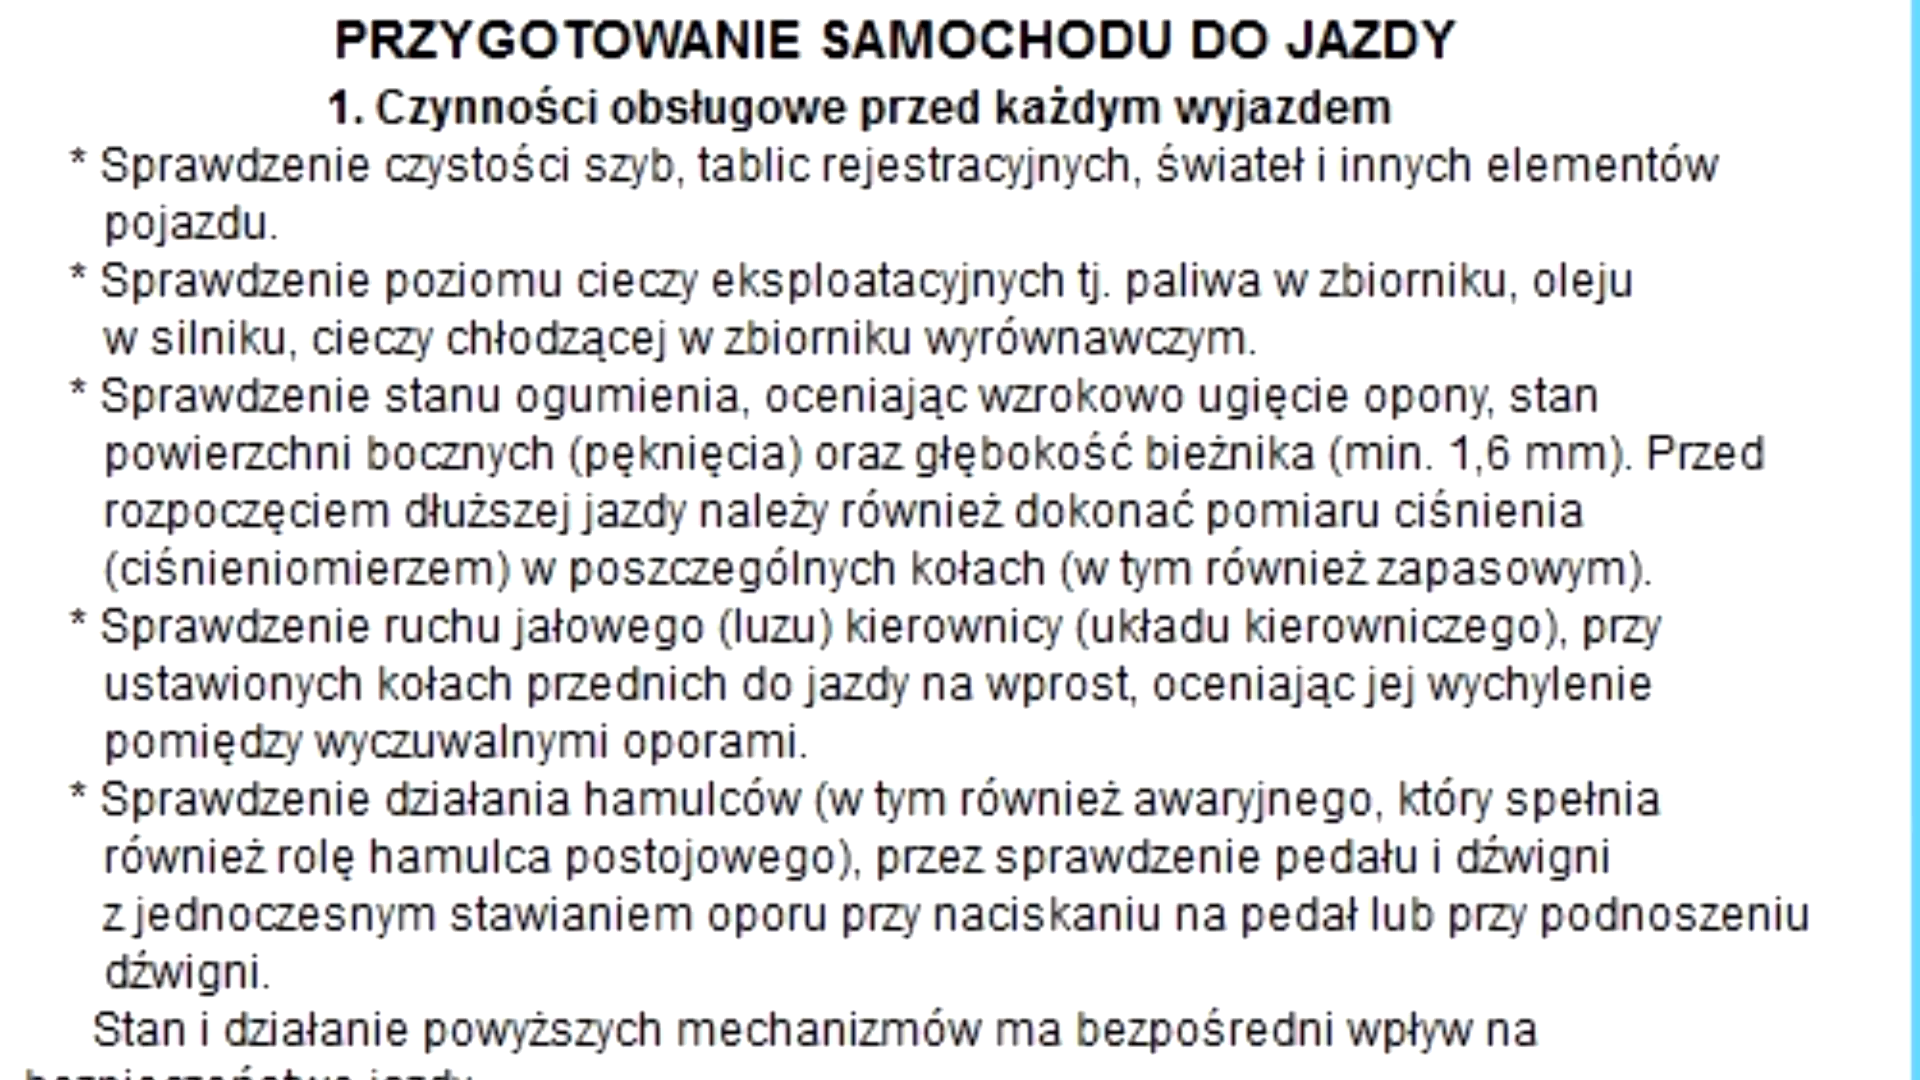 PRZYGOTOWANIE SAMOCHODU DO JAZDY
1. Czynności obsługowe przed każdym wyjazdem
* Sprawdzenie czystości szyb, tablic rejestracyjnych, świateł i innych elementów
pojazdu.
* Sprawdzenie poziomu cieczy eksploatacyjnych tj. paliwa w zbiorniku, oleju
w silniku, cieczy chłodzącej w zbiorniku wyrównawczym.
* Sprawdzenie stanu ogumienia, oceniając wzrokowo ugięcie opony, stan
powierzchni bocznych (pęknięcia) oraz głębokość bieżnika (min. 1,6 mm). Przed
rozpoczęciem dłuższej jazdy należy również dokonać pomiaru ciśnienia
(ciśnieniomierzem) w poszczególnych kołach (w tym również zapasowym).
* Sprawdzenie ruchu jałowego (luzu) kierownicy (układu kierowniczego), przy
ustawionych kołach przednich do jazdy na wprost, oceniając jej wychylenie
pomiędzy wyczuwalnymi oporami.
* Sprawdzenie działania hamulców (w tym również awaryjnego, który spełnia
również rolę hamulca postojowego), przez sprawdzenie pedału i dźwigni
z jednoczesnym stawianiem oporu przy naciskaniu na pedał lub przy podnoszeniu
dźwigni.
Stan i działanie powyższych mechanizmów ma bezpośredni wpływ na
bezpieczeństwo jazdy.